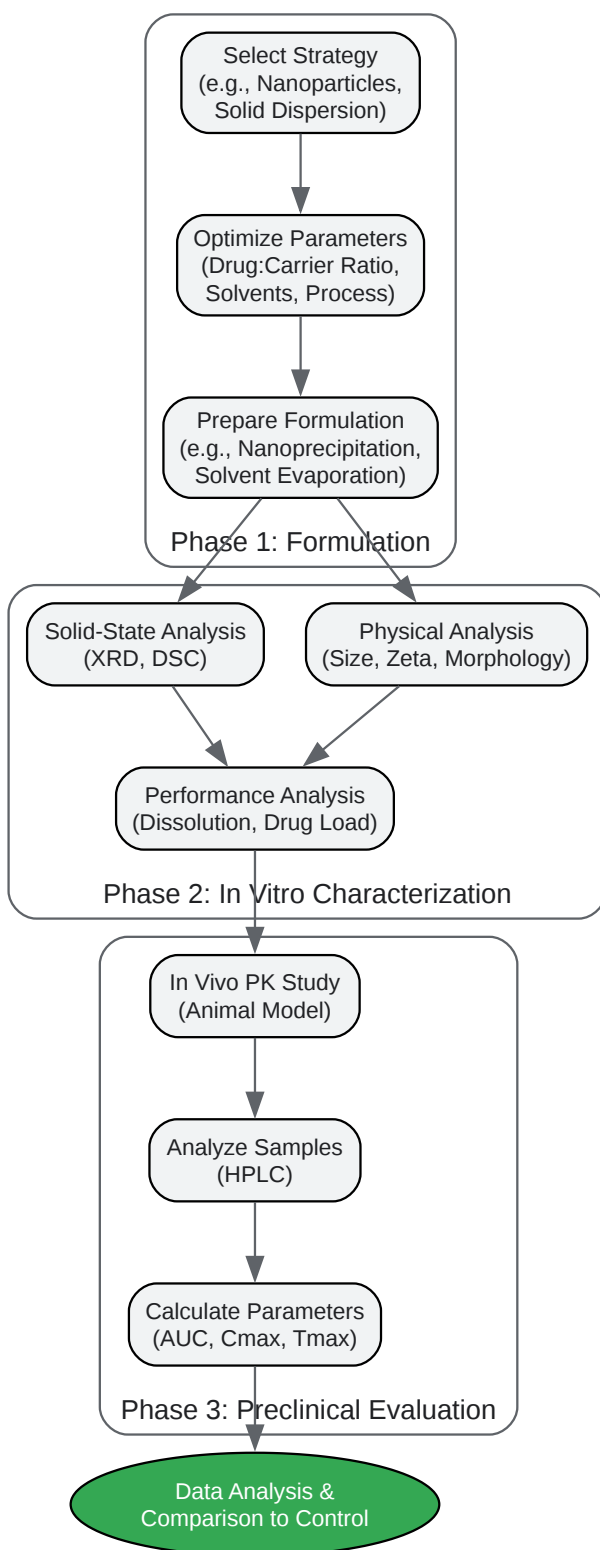 Select Strategy
(e.g., Nanoparticles,
Solid Dispersion)
Optimize Parameters
(Drug:Carrier Ratio,
Solvents, Process)
Prepare Formulation
(e.g., Nanoprecipitation,
Solvent Evaporation)
Phase 1: Formulation
Solid-State Analysis
(XRD, DSC)
Physical Analysis
(Size, Zeta, Morphology)
Performance Analysis
(Dissolution, Drug Load)
Phase 2: In Vitro Characterization
In Vivo PK Study
(Animal Model)
Analyze Samples
(HPLC)
Calculate Parameters
(AUC, Cmax, Tmax)
Phase 3: Preclinical Evaluation
Data Analysis &
Comparison to Control